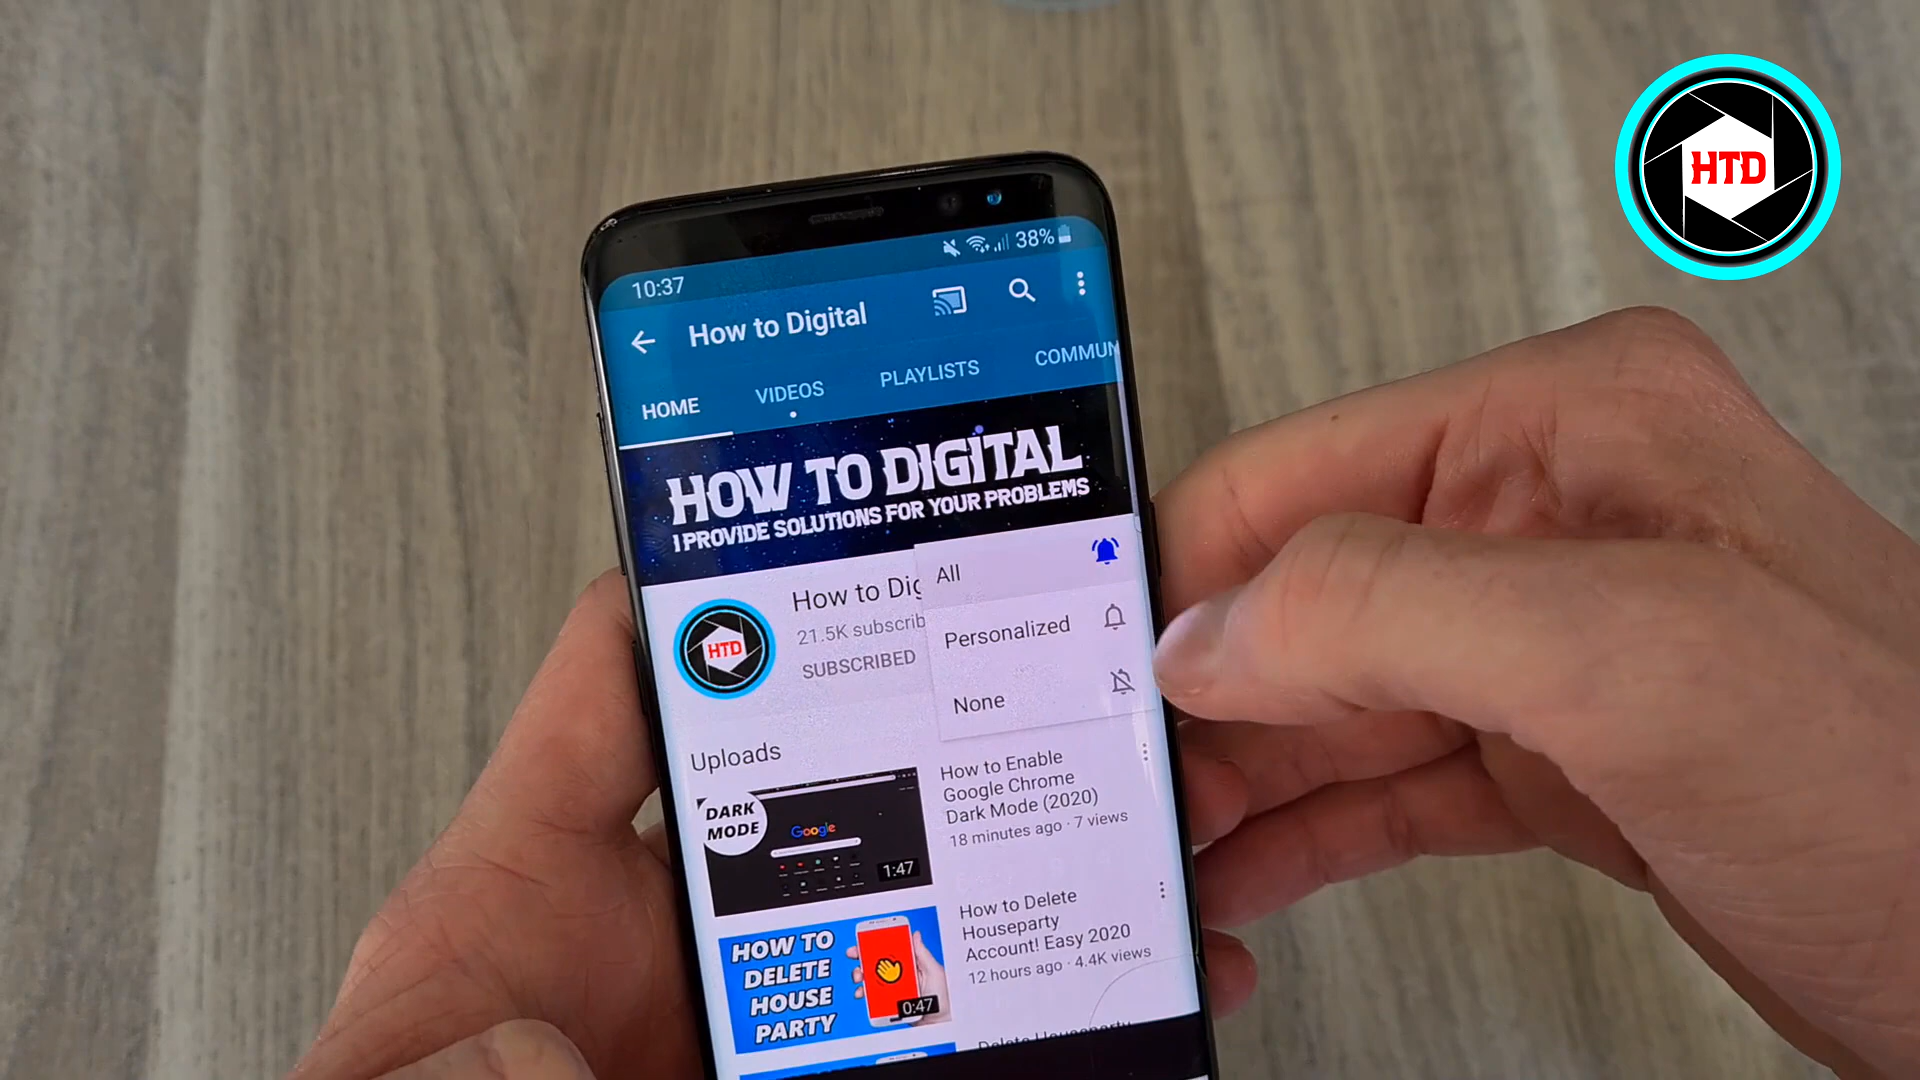 HTD
10:37
38%
How to Digital
HOME
VIDEOS
PLAYLISTS
COMMUN
HOW TO DIGITAL
I PROVIDE SOLUTIONS FOR YOUR PROBLEMS
HTD
How to Dig
21.5K subscrib
SUBSCRIBED
All
Personalized
None
Uploads
DARK
MODE
Google
1:47
How to Enable
Google Chrome
Dark Mode (2020)
18 minutes ago · 7 views
HOW TO
DELETE
HOUSE
PARTY
0:47
How to Delete
Houseparty
Account! Easy 2020
12 hours ago · 4.4K views
Delete Houseparty